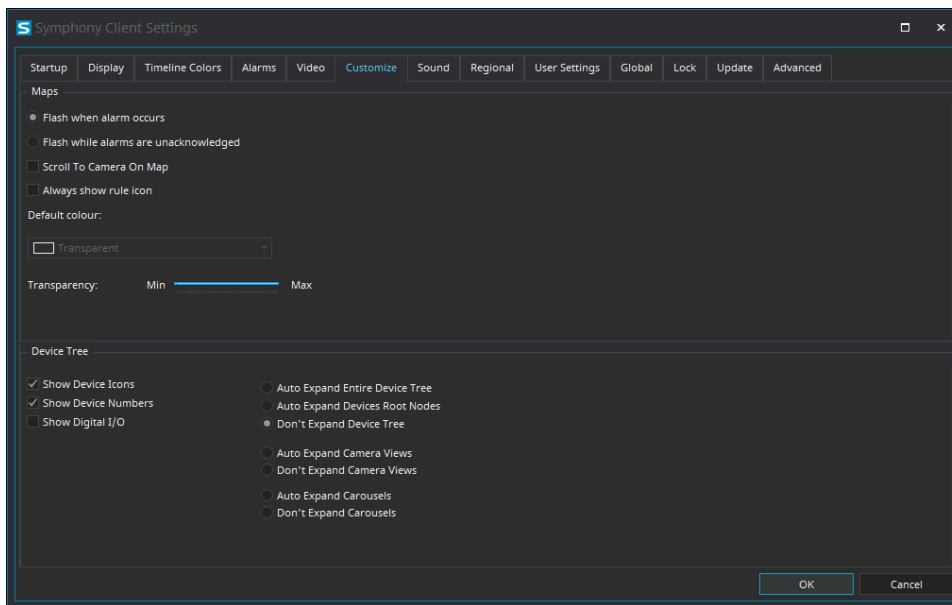 Symphony Client Settings
Startup Display Timeline Colors Alarms Video Customize Sound Regional User Settings Global Lock Update Advanced
Maps
Flash when alarm occurs
Flash while alarms are unacknowledged
Scroll To Camera On Map
Always show rule icon
Default colour:
Transparent
Transparency: Min Max
Device Tree
Show Device Icons
Show Device Numbers
Show Digital I/O
Auto Expand Entire Device Tree
Auto Expand Devices Root Nodes
Don't Expand Device Tree
Auto Expand Camera Views
Don't Expand Camera Views
Auto Expand Carousels
Don't Expand Carousels
OK Cancel